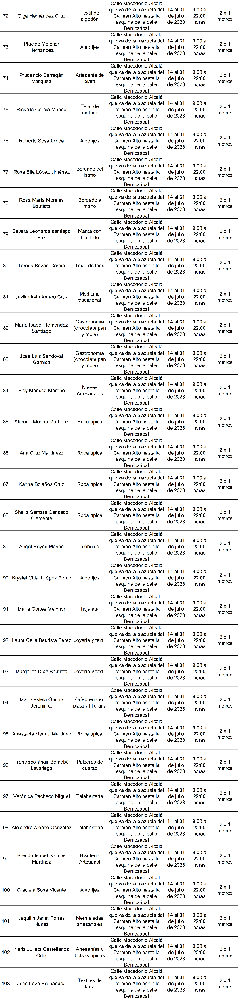 72
Olga Hernández Cruz
Textil de
algodón
Calle Macedonio Alcalá
que va de la plazuela del
Carmen Alto hasta la
esquina de la calle
Berriozábal
14 al 31
de julio
de 2023
9:00 a
22:00
horas
2 x 1
metros
73
Placido Melchor
Hernández
Alebrijes
Calle Macedonio Alcalá
que va de la plazuela del
Carmen Alto hasta la
esquina de la calle
Berriozábal
14 al 31
de julio
de 2023
9:00 a
22:00
horas
2 x 1
metros
74
Prudencio Barragán
Vásquez
Artesanía de
plata
Calle Macedonio Alcalá
que va de la plazuela del
Carmen Alto hasta la
esquina de la calle
Berriozábal
14 al 31
de julio
de 2023
9:00 a
22:00
horas
2 x 1
metros
75
Ricarda García Merino
Telar de
cintura
Calle Macedonio Alcalá
que va de la plazuela del
Carmen Alto hasta la
esquina de la calle
Berriozábal
14 al 31
de julio
de 2023
9:00 a
22:00
horas
2 x 1
metros
76
Roberto Sosa Ojeda
Alebrijes
Calle Macedonio Alcalá
que va de la plazuela del
Carmen Alto hasta la
esquina de la calle
Berriozábal
14 al 31
de julio
de 2023
9:00 a
22:00
horas
2 x 1
metros
77
Rosa Elia López Jiménez
Bordado del
Istmo
Calle Macedonio Alcalá
que va de la plazuela del
Carmen Alto hasta la
esquina de la calle
Berriozábal
14 al 31
de julio
de 2023
9:00 a
22:00
horas
2 x 1
metros
78
Rosa María Morales
Bautista
Bordado a
mano
Calle Macedonio Alcalá
que va de la plazuela del
Carmen Alto hasta la
esquina de la calle
Berriozábal
14 al 31
de julio
de 2023
9:00 a
22:00
horas
2 x 1
metros
79
Severa Leonarda santiago
Paz
Manta con
bordado
Calle Macedonio Alcalá
que va de la plazuela del
Carmen Alto hasta la
esquina de la calle
Berriozábal
14 al 31
de julio
de 2023
9:00 a
22:00
horas
2 x 1
metros
80
Teresa Bazán García
Textil de lana
Calle Macedonio Alcalá
que va de la plazuela del
Carmen Alto hasta la
esquina de la calle
Berriozábal
14 al 31
de julio
de 2023
9:00 a
22:00
horas
2 x 1
metros
81
Jazlim Irvin Amaro Cruz
Medicina
tradicional
Calle Macedonio Alcalá
que va de la plazuela del
Carmen Alto hasta la
esquina de la calle
Berriozábal
14 al 31
de julio
de 2023
9:00 a
22:00
horas
2 x 1
metros
82
María Isabel Hernández
Santiago
Gastronomía
(chocolate pan
y mole)
Calle Macedonio Alcalá
que va de la plazuela del
Carmen Alto hasta la
esquina de la calle
Berriozábal
14 al 31
de julio
de 2023
9:00 a
22:00
horas
2 x 1
metros
83
Jose Luis Sandoval
Garnica
Gastronomía
(chocolate pan
y mole)
Calle Macedonio Alcalá
que va de la plazuela del
Carmen Alto hasta la
esquina de la calle
Berriozábal
14 al 31
de julio
de 2023
9:00 a
22:00
horas
2 x 1
metros
84
Eloy Méndez Moreno
Nieves
Artesanales
Calle Macedonio Alcalá
que va de la plazuela del
Carmen Alto hasta la
esquina de la calle
Berriozábal
14 al 31
de julio
de 2023
9:00 a
22:00
horas
2 x 1
metros
85
Aldredo Merino Martínez
Ropa típica
Calle Macedonio Alcalá
que va de la plazuela del
Carmen Alto hasta la
esquina de la calle
Berriozábal
14 al 31
de julio
de 2023
9:00 a
22:00
horas
2 x 1
metros
86
Ana Cruz Martinezz
Ropa típica
Calle Macedonio Alcalá
que va de la plazuela del
Carmen Alto hasta la
esquina de la calle
Berriozábal
14 al 31
de julio
de 2023
9:00 a
22:00
horas
2 x 1
metros
87
Karina Bolaños Cruz
Ropa típica
Calle Macedonio Alcalá
que va de la plazuela del
Carmen Alto hasta la
esquina de la calle
Berriozábal
14 al 31
de julio
de 2023
9:00 a
22:00
horas
2 x 1
metros
88
Sheila Samara Canseco
Clemente
Ropa típica
Calle Macedonio Alcalá
que va de la plazuela del
Carmen Alto hasta la
esquina de la calle
Berriozábal
14 al 31
de julio
de 2023
9:00 a
22:00
horas
2 x 1
metros
89
Ángel Reyes Merino
alebrijes
Calle Macedonio Alcalá
que va de la plazuela del
Carmen Alto hasta la
esquina de la calle
Berriozábal
14 al 31
de julio
de 2023
9:00 a
22:00
horas
2 x 1
metros
90
Krystal Citlalli López Pérez
Alebrijes
Calle Macedonio Alcalá
que va de la plazuela del
Carmen Alto hasta la
esquina de la calle
Berriozábal
14 al 31
de julio
de 2023
9:00 a
22:00
horas
2 x 1
metros
91
María Cortes Melchor
hojalata
Calle Macedonio Alcalá
que va de la plazuela del
Carmen Alto hasta la
esquina de la calle
Berriozábal
14 al 31
de julio
de 2023
9:00 a
22:00
horas
2 x 1
metros
92
Laura Celia Bautista Pérez
Joyería y textil
Calle Macedonio Alcalá
que va de la plazuela del
Carmen Alto hasta la
esquina de la calle
Berriozábal
14 al 31
de julio
de 2023
9:00 a
22:00
horas
2 x 1
metros
93
Margarita Díaz Bautista
Joyería y textil
Calle Macedonio Alcalá
que va de la plazuela del
Carmen Alto hasta la
esquina de la calle
Berriozábal
14 al 31
de julio
de 2023
9:00 a
22:00
horas
2 x 1
metros
94
María estela García
Jerónimo.
Orfebrería en
plata y filigrana
Calle Macedonio Alcalá
que va de la plazuela del
Carmen Alto hasta la
esquina de la calle
Berriozábal
14 al 31
de julio
de 2023
9:00 a
22:00
horas
2 x 1
metros
95
Anastacia Merino Martínez
Ropa típica
Calle Macedonio Alcalá
que va de la plazuela del
Carmen Alto hasta la
esquina de la calle
Berriozábal
14 al 31
de julio
de 2023
9:00 a
22:00
horas
2 x 1
metros
96
Francisco Yhair Bernabé
Lavariega
Pulseras de
cuarzo
Calle Macedonio Alcalá
que va de la plazuela del
Carmen Alto hasta la
esquina de la calle
Berriozábal
14 al 31
de julio
de 2023
9:00 a
22:00
horas
2 x 1
metros
97
Verónica Pacheco Miguel
Talabartería
Calle Macedonio Alcalá
que va de la plazuela del
Carmen Alto hasta la
esquina de la calle
Berriozábal
14 al 31
de julio
de 2023
9:00 a
22:00
horas
2 x 1
metros
98
Alejandro Alonso González
Talabartería
Calle Macedonio Alcalá
que va de la plazuela del
Carmen Alto hasta la
esquina de la calle
Berriozábal
14 al 31
de julio
de 2023
9:00 a
22:00
horas
2 x 1
metros
99
Brenda Isabel Salinas
Martínez
Bisutería
Artesanal
Calle Macedonio Alcalá
que va de la plazuela del
Carmen Alto hasta la
esquina de la calle
Berriozábal
14 al 31
de julio
de 2023
9:00 a
22:00
horas
2 x 1
metros
100
Graciela Sosa Vicente
Alebrijes
Calle Macedonio Alcalá
que va de la plazuela del
Carmen Alto hasta la
esquina de la calle
Berriozábal
14 al 31
de julio
de 2023
9:00 a
22:00
horas
2 x 1
metros
101
Jaquilin Janet Porras
Nuñez
Mermeladas
artesanales
Calle Macedonio Alcalá
que va de la plazuela del
Carmen Alto hasta la
esquina de la calle
Berriozábal
14 al 31
de julio
de 2023
9:00 a
22:00
horas
2 x 1
metros
102
Karla Julieta Castellanos
Ortiz
Artesanías y
bolsas típicas
Calle Macedonio Alcalá
que va de la plazuela del
Carmen Alto hasta la
esquina de la calle
Berriozábal
14 al 31
de julio
de 2023
9:00 a
22:00
horas
2 x 1
metros
103
José Lazo Hernández
Textiles de
lana
Calle Macedonio Alcalá
que va de la plazuela del
Carmen Alto hasta la
esquina de la calle
Berriozábal
14 al 31
de julio
de 2023
9:00 a
22:00
horas
2 x 1
metros